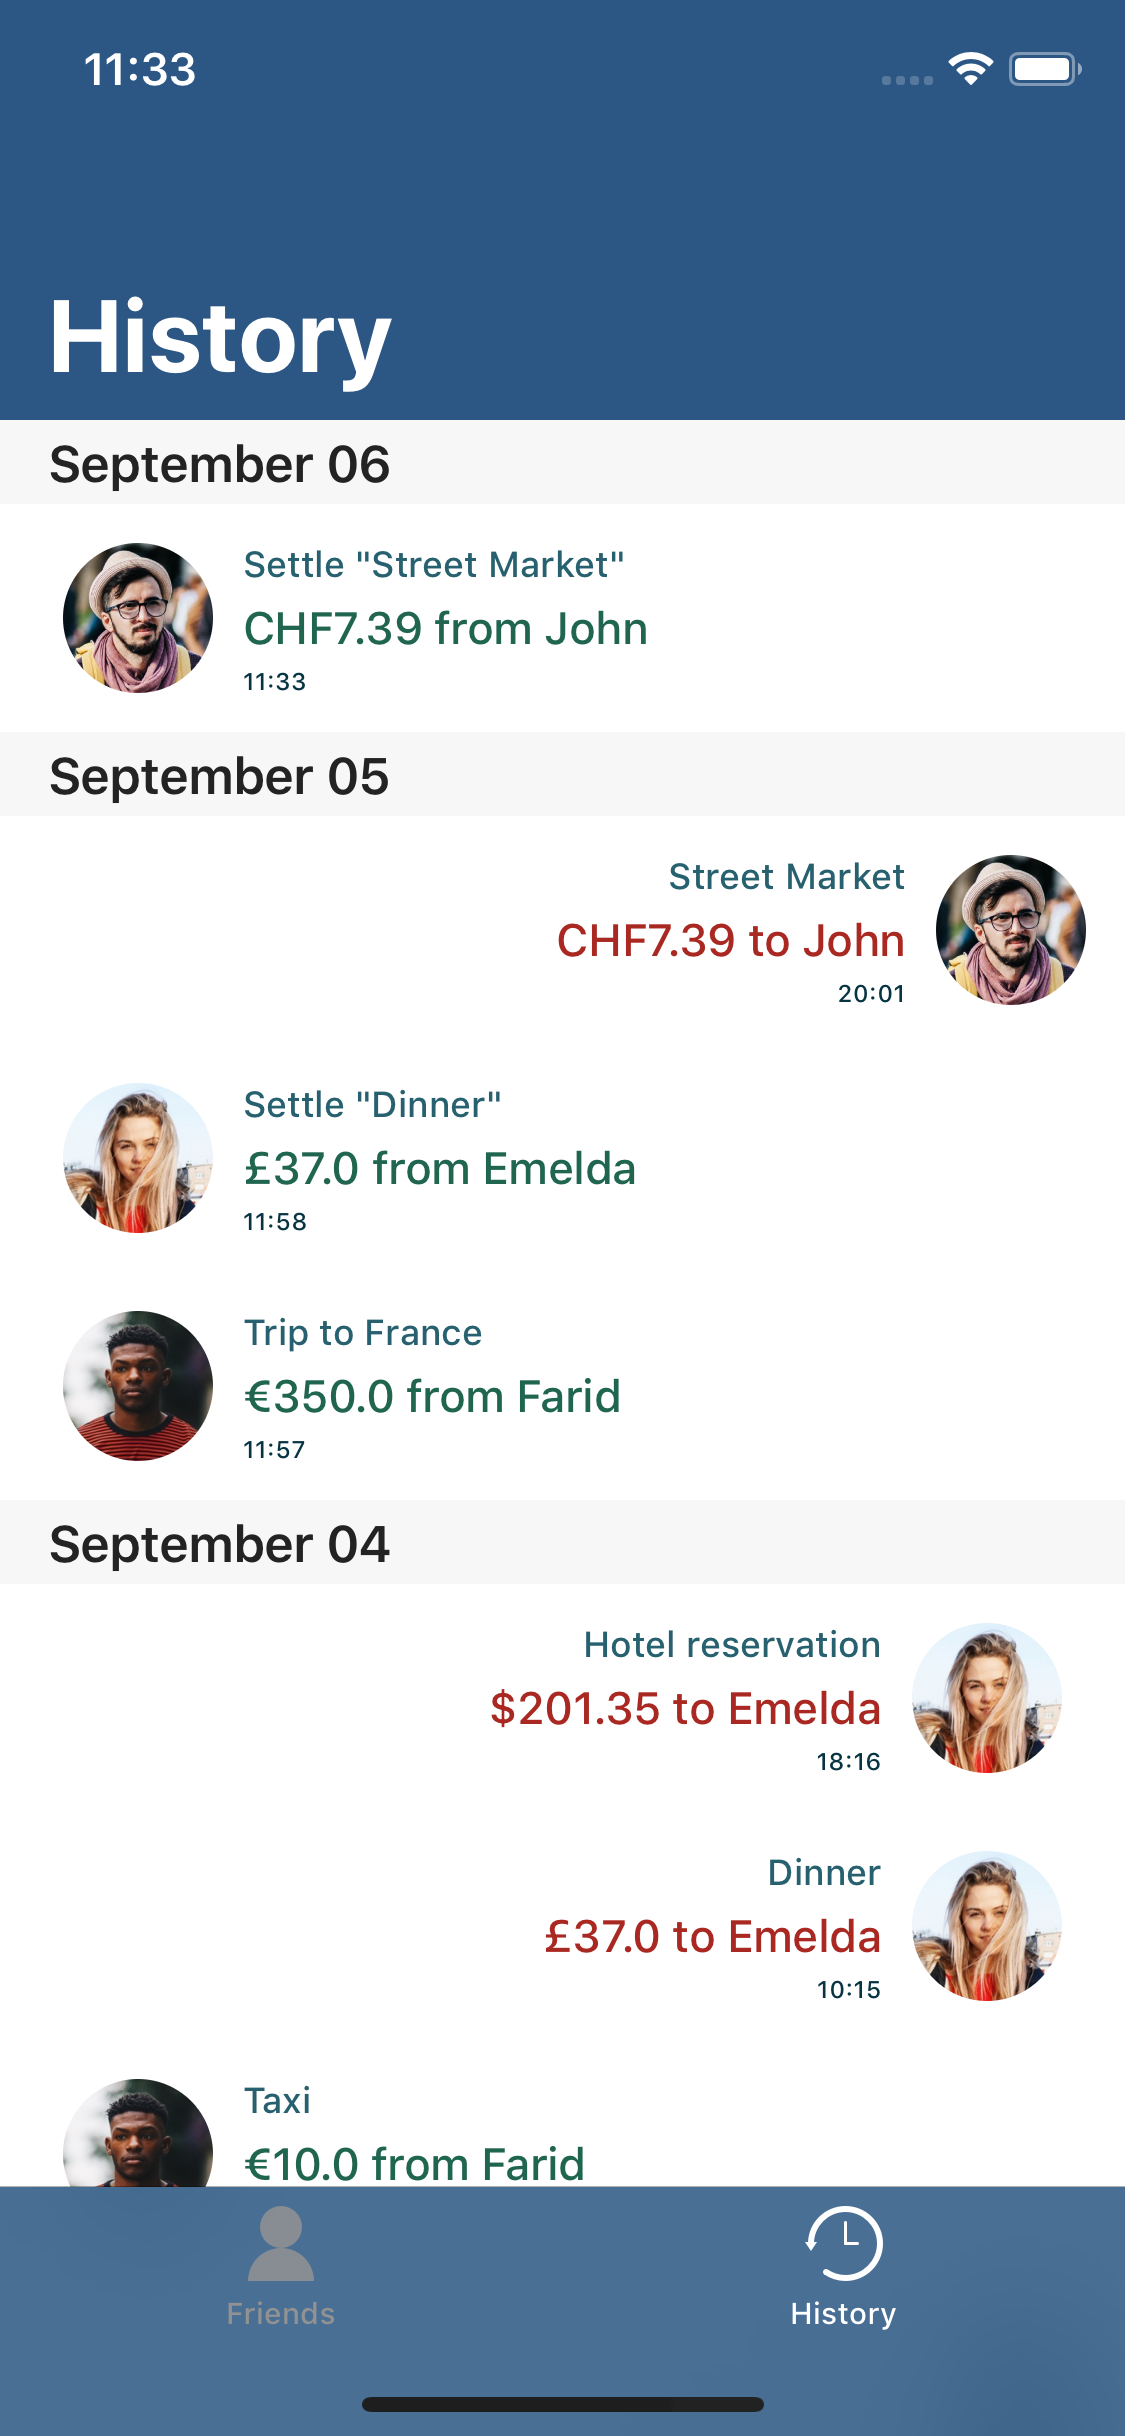 11:33
History
September 06
Settle "Street Market"
CHF7.39 from John
11:33
September 05
Street Market
CHF7.39 to John
20:01
Settle "Dinner"
£37.0 from Emelda
11:58
Trip to France
€350.0 from Farid
11:57
September 04
Hotel reservation
$201.35 to Emelda
18:16
Dinner
£37.0 to Emelda
10:15
Taxi
€10.0 from Farid
Friends
History